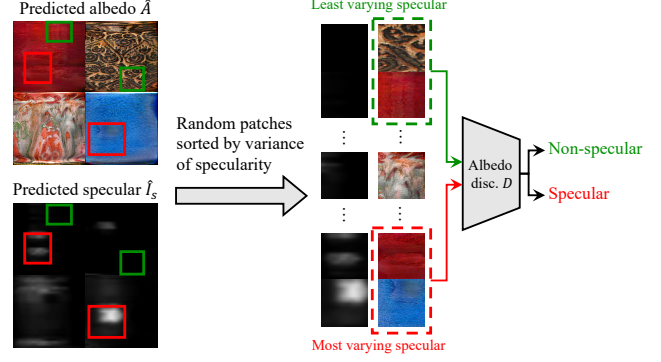 Predicted albedo Â
Least varying specular
Random patches
sorted by variance
of specularity
Predicted specular Î_s
⋮ ⋮
⋮ ⋮
Albedo
disc. D
Non-specular
Specular
Most varying specular